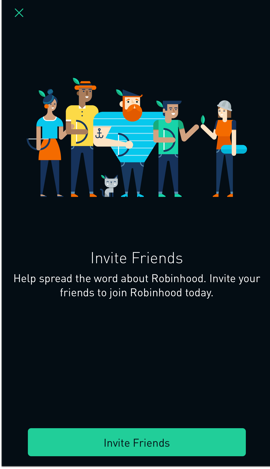 Invite Friends
Help spread the word about Robinhood. Invite your
friends to join Robinhood today.
Invite Friends